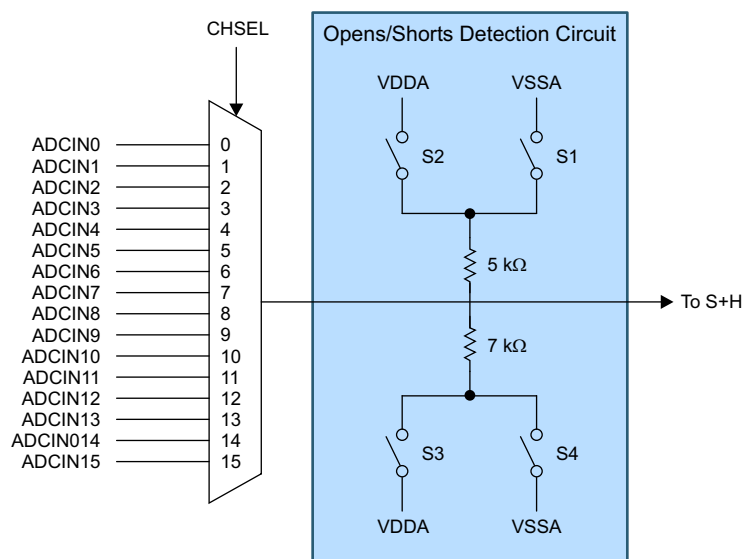 CHSEL
Opens/Shorts Detection Circuit
VDDA
VSSA
S2
S1
5 kΩ
7 kΩ
S3
S4
VDDA
VSSA
To S+H
ADCIN0
0
ADCIN1
1
ADCIN2
2
ADCIN3
3
ADCIN4
4
ADCIN5
5
ADCIN6
6
ADCIN7
7
ADCIN8
8
ADCIN9
9
ADCIN10
10
ADCIN11
11
ADCIN12
12
ADCIN13
13
ADCIN014
14
ADCIN15
15